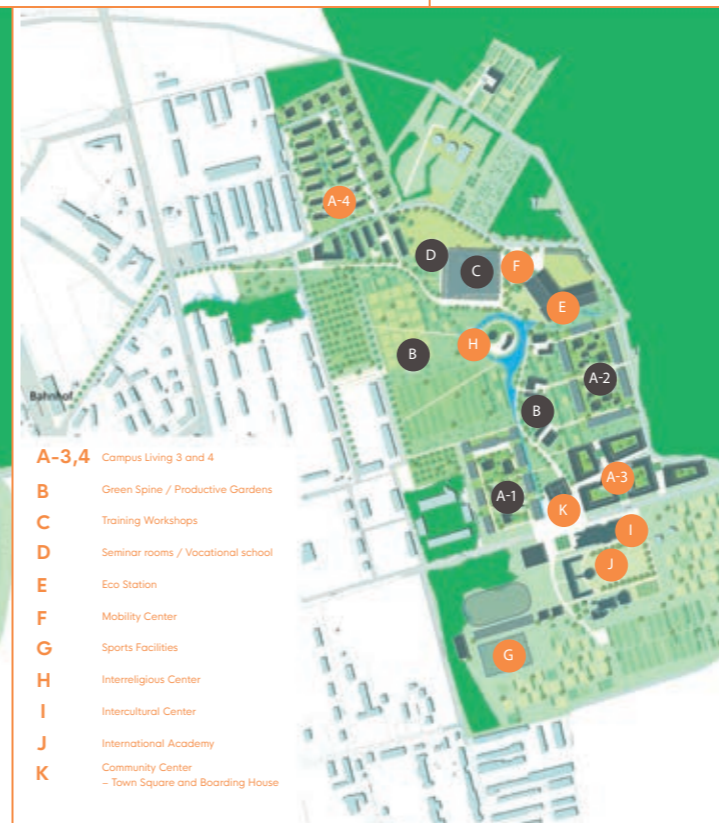 A-4
D
C
F
E
H
B
A-2
B
Bahnhof
A-3
A-1
K
I
J
G
A-3,4 Campus Living 3 and 4
B Green Spine / Productive Gardens
C Training Workshops
D Seminar rooms / Vocational school
E Eco Station
F Mobility Center
G Sports Facilities
H Interreligious Center
I Intercultural Center
J International Academy
K Community Center
– Town Square and Boarding House